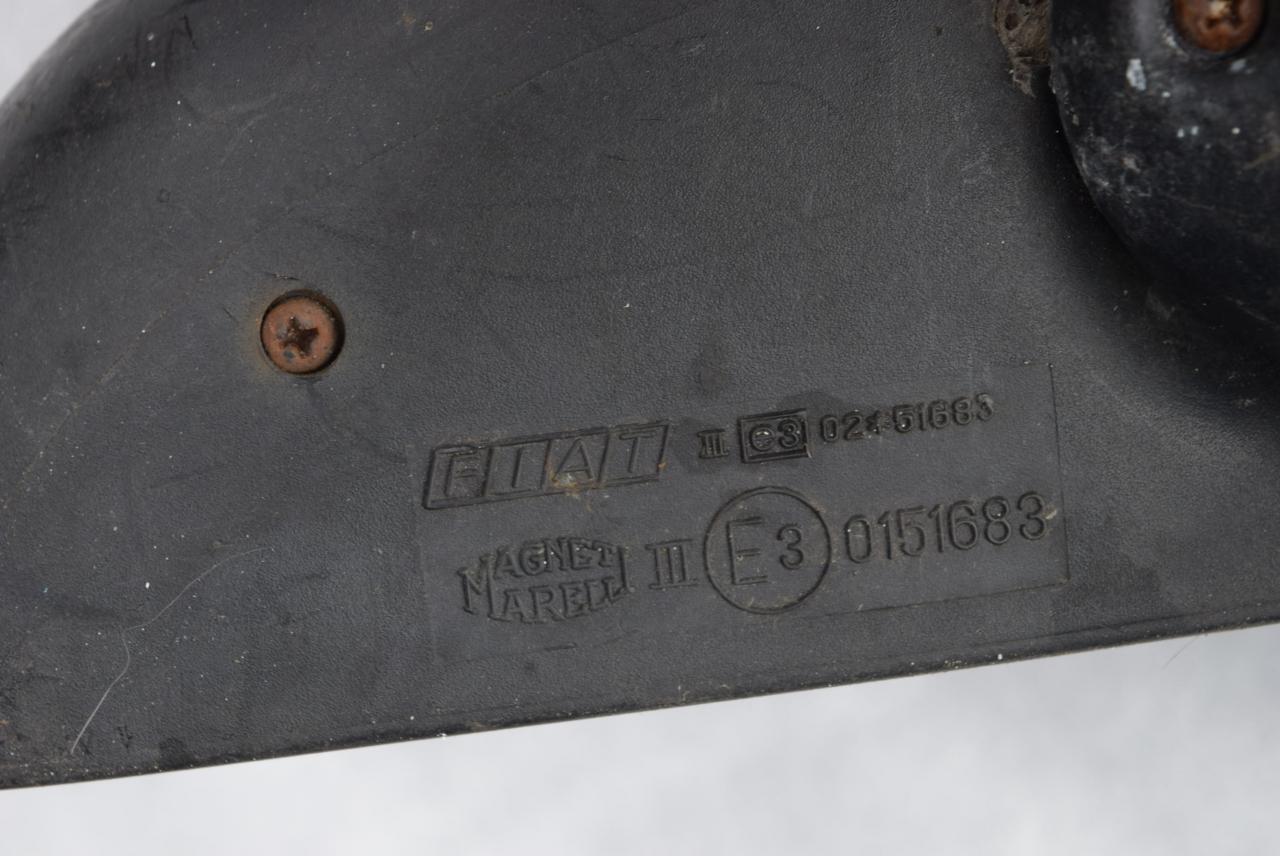 FIAT III e3 02*51683
MAGNETI MARELLI III E3 0151683